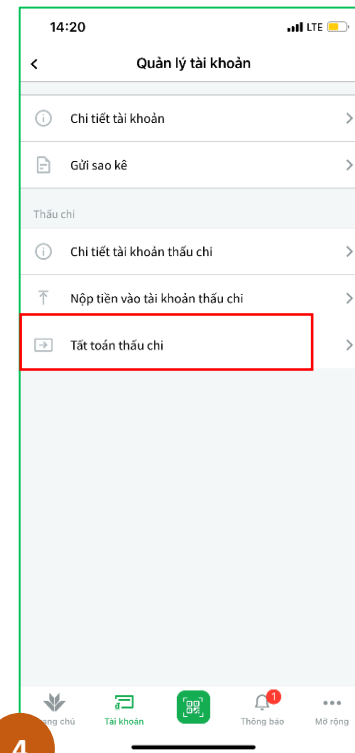 14:20
LTE
Quản lý tài khoản
Chi tiết tài khoản
Gửi sao kê
Thấu chi
Chi tiết tài khoản thấu chi
Nộp tiền vào tài khoản thấu chi
Tất toán thấu chi
1
ang chủ
Tài khoản
Thông báo
Mở rộng
4